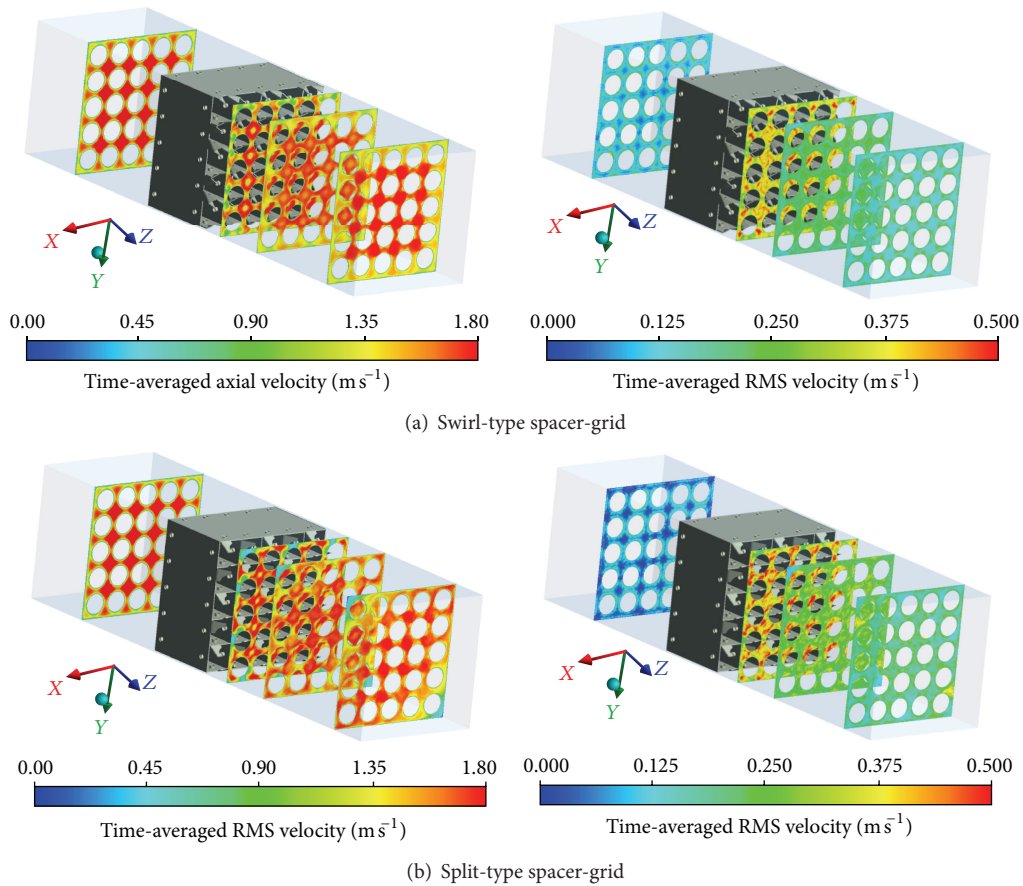 X
Z
Y
0.00 0.45 0.90 1.35 1.80
Time-averaged axial velocity (m s⁻¹)
X
Z
Y
0.000 0.125 0.250 0.375 0.500
Time-averaged RMS velocity (m s⁻¹)
(a) Swirl-type spacer-grid
X
Z
Y
0.00 0.45 0.90 1.35 1.80
Time-averaged RMS velocity (m s⁻¹)
X
Z
Y
0.000 0.125 0.250 0.375 0.500
Time-averaged RMS velocity (m s⁻¹)
(b) Split-type spacer-grid